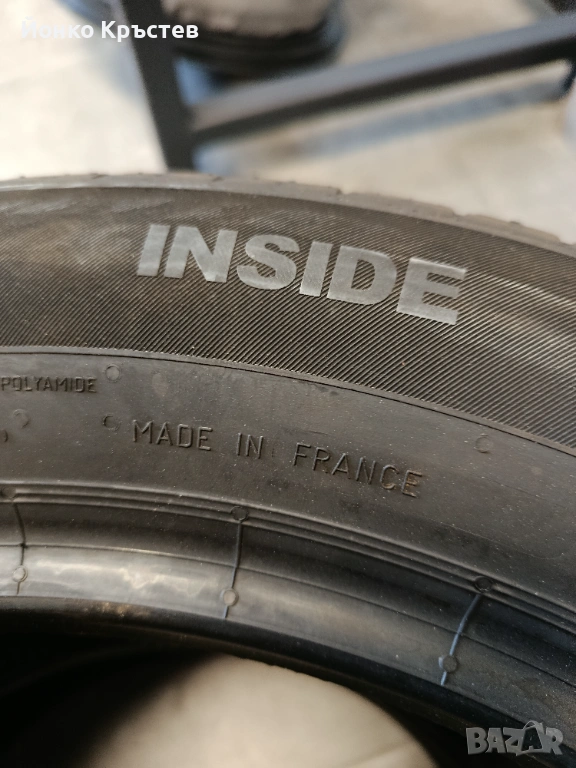 Йонко Кръстев
INSIDE
POLYAMIDE
MADE IN FRANCE
BAZAR